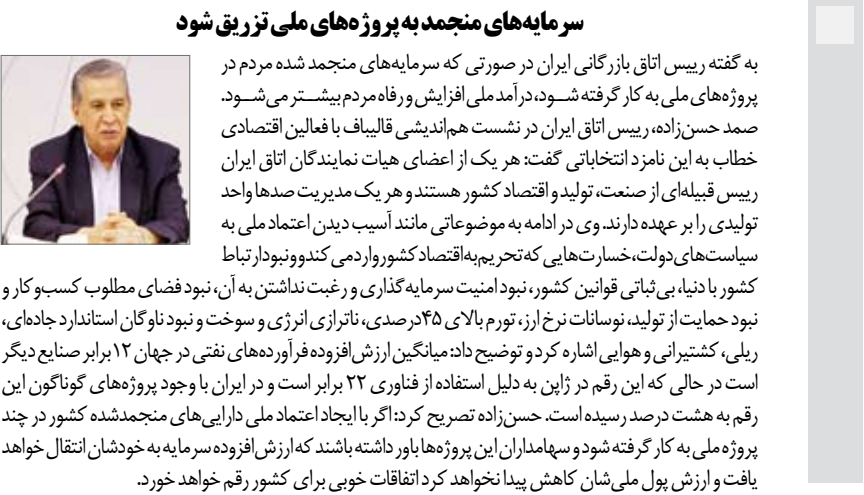 سرمایه‌های منجمد به پروژه‌های ملی تزریق شود
به گفته رییس اتاق بازرگانی ایران در صورتی که سرمایه‌های منجمد شده مردم در
پروژه‌های ملی به کار گرفته شود، درآمد ملی افزایش و رفاه مردم بیشتر می‌شود.
صمد حسن‌زاده، رییس اتاق ایران در نشست هم‌اندیشی قالیباف با فعالین اقتصادی
خطاب به این نامزد انتخاباتی گفت: هر یک از اعضای هیات نمایندگان اتاق ایران
رییس قبیله‌ای از صنعت، تولید و اقتصاد کشور هستند و هر یک مدیریت صدها واحد
تولیدی را بر عهده دارند. وی در ادامه به موضوعاتی مانند آسیب دیدن اعتماد ملی به
سیاست‌های دولت، خسارت‌هایی که تحریم به اقتصاد کشور وارد می کند و نبود ارتباط
کشور با دنیا، بی‌ثباتی قوانین کشور، نبود امنیت سرمایه‌گذاری و رغبت نداشتن به آن، نبود فضای مطلوب کسب‌وکار و
نبود حمایت از تولید، نوسانات نرخ ارز، تورم بالای ۴۵درصدی، ناترازی انرژی و سوخت و نبود ناوگان استاندارد جاده‌ای،
ریلی، کشتیرانی و هوایی اشاره کرد و توضیح داد: میانگین ارزش‌افزوده فرآورده‌های نفتی در جهان ۱۲برابر صنایع دیگر
است در حالی که این رقم در ژاپن به دلیل استفاده از فناوری ۲۲ برابر است و در ایران با وجود پروژه‌های گوناگون این
رقم به هشت درصد رسیده است. حسن‌زاده تصریح کرد: اگر با ایجاد اعتماد ملی دارایی‌های منجمدشده کشور در چند
پروژه ملی به کار گرفته شود و سهامداران این پروژه‌ها باور داشته باشند که ارزش‌افزوده سرمایه به خودشان انتقال خواهد
یافت و ارزش پول ملی‌شان کاهش پیدا نخواهد کرد اتفاقات خوبی برای کشور رقم خواهد خورد.